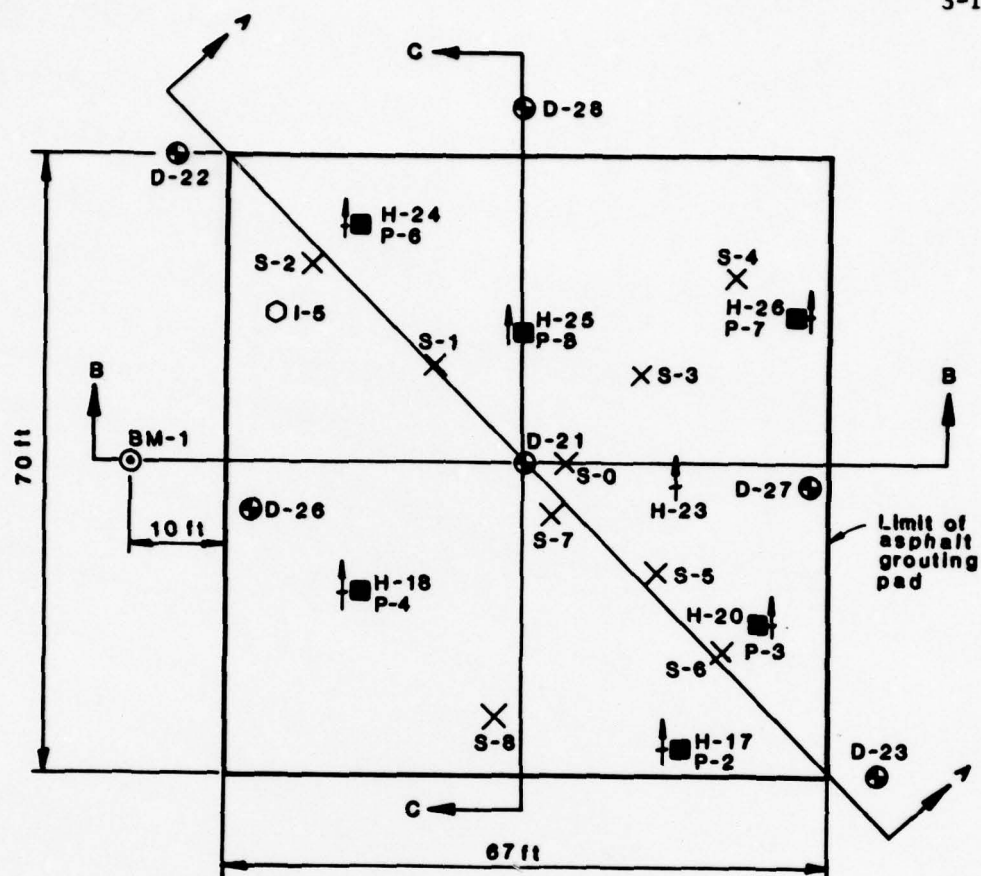 A
C
D-28
D-22
H-24
P-6
S-2
S-4
I-5
H-25
P-8
H-26
P-7
S-1
S-3
B
B
BM-1
D-21
S-0
70 ft
D-26
H-23
D-27
10 ft
S-7
Limit of
asphalt
grouting
pad
S-5
H-18
P-4
H-20
P-3
S-6
S-8
H-17
P-2
D-23
C
A
67 ft